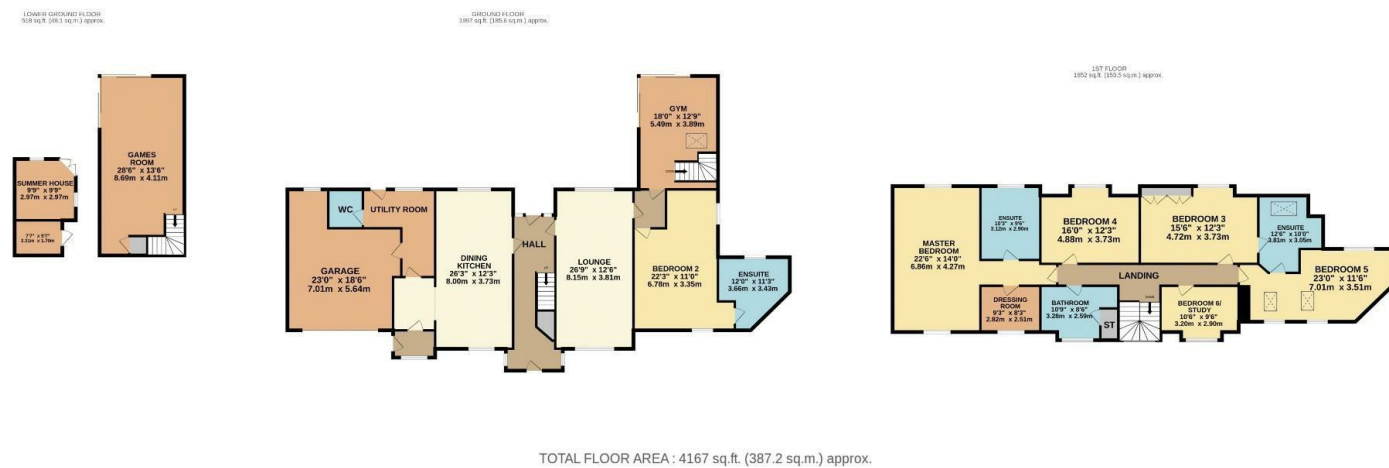 LOWER GROUND FLOOR
518 sq.ft. (48.1 sq.m.) approx.
SUMMER HOUSE
9'9" x 9'9"
2.97m x 2.97m
GAMES
ROOM
28'6" x 13'6"
8.69m x 4.11m
GROUND FLOOR
1997 sq.ft. (185.6 sq.m.) approx.
GYM
18'0" x 12'9"
5.49m x 3.89m
WC
UTILITY ROOM
GARAGE
23'0" x 18'6"
7.01m x 5.64m
DINING
KITCHEN
26'3" x 12'3"
8.00m x 3.73m
HALL
LOUNGE
26'9" x 12'6"
8.15m x 3.81m
BEDROOM 2
22'3" x 11'0"
6.78m x 3.35m
ENSUITE
12'0" x 11'3"
3.66m x 3.43m
1ST FLOOR
1652 sq.ft. (153.5 sq.m.) approx.
MASTER
BEDROOM
22'6" x 14'0"
6.86m x 4.27m
ENSUITE
10'3" x 9'6"
3.12m x 2.90m
BEDROOM 4
16'0" x 12'3"
4.88m x 3.73m
BEDROOM 3
15'6" x 12'3"
4.72m x 3.73m
ENSUITE
12'6" x 10'0"
3.81m x 3.05m
BEDROOM 5
23'0" x 11'6"
7.01m x 3.51m
LANDING
DRESSING
ROOM
9'3" x 8'3"
2.82m x 2.51m
BATHROOM
10'9" x 8'6"
3.28m x 2.59m
ST
BEDROOM 6/
STUDY
10'6" x 9'6"
3.20m x 2.90m
TOTAL FLOOR AREA : 4167 sq.ft. (387.2 sq.m.) approx.